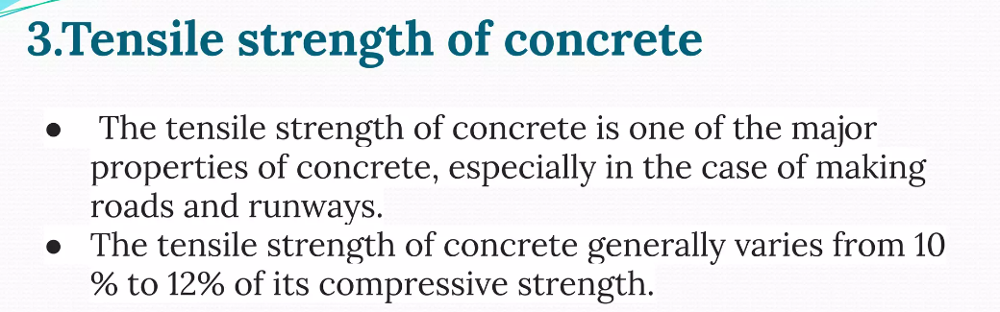 3.Tensile strength of concrete
● The tensile strength of concrete is one of the major
properties of concrete, especially in the case of making
roads and runways.
● The tensile strength of concrete generally varies from 10
% to 12% of its compressive strength.